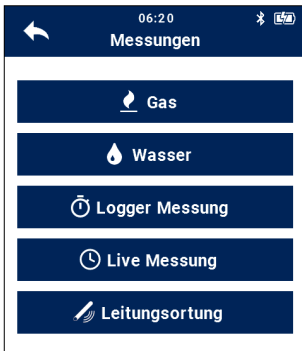 06:20
Messungen
Gas
Wasser
Logger Messung
Live Messung
Leitungsortung